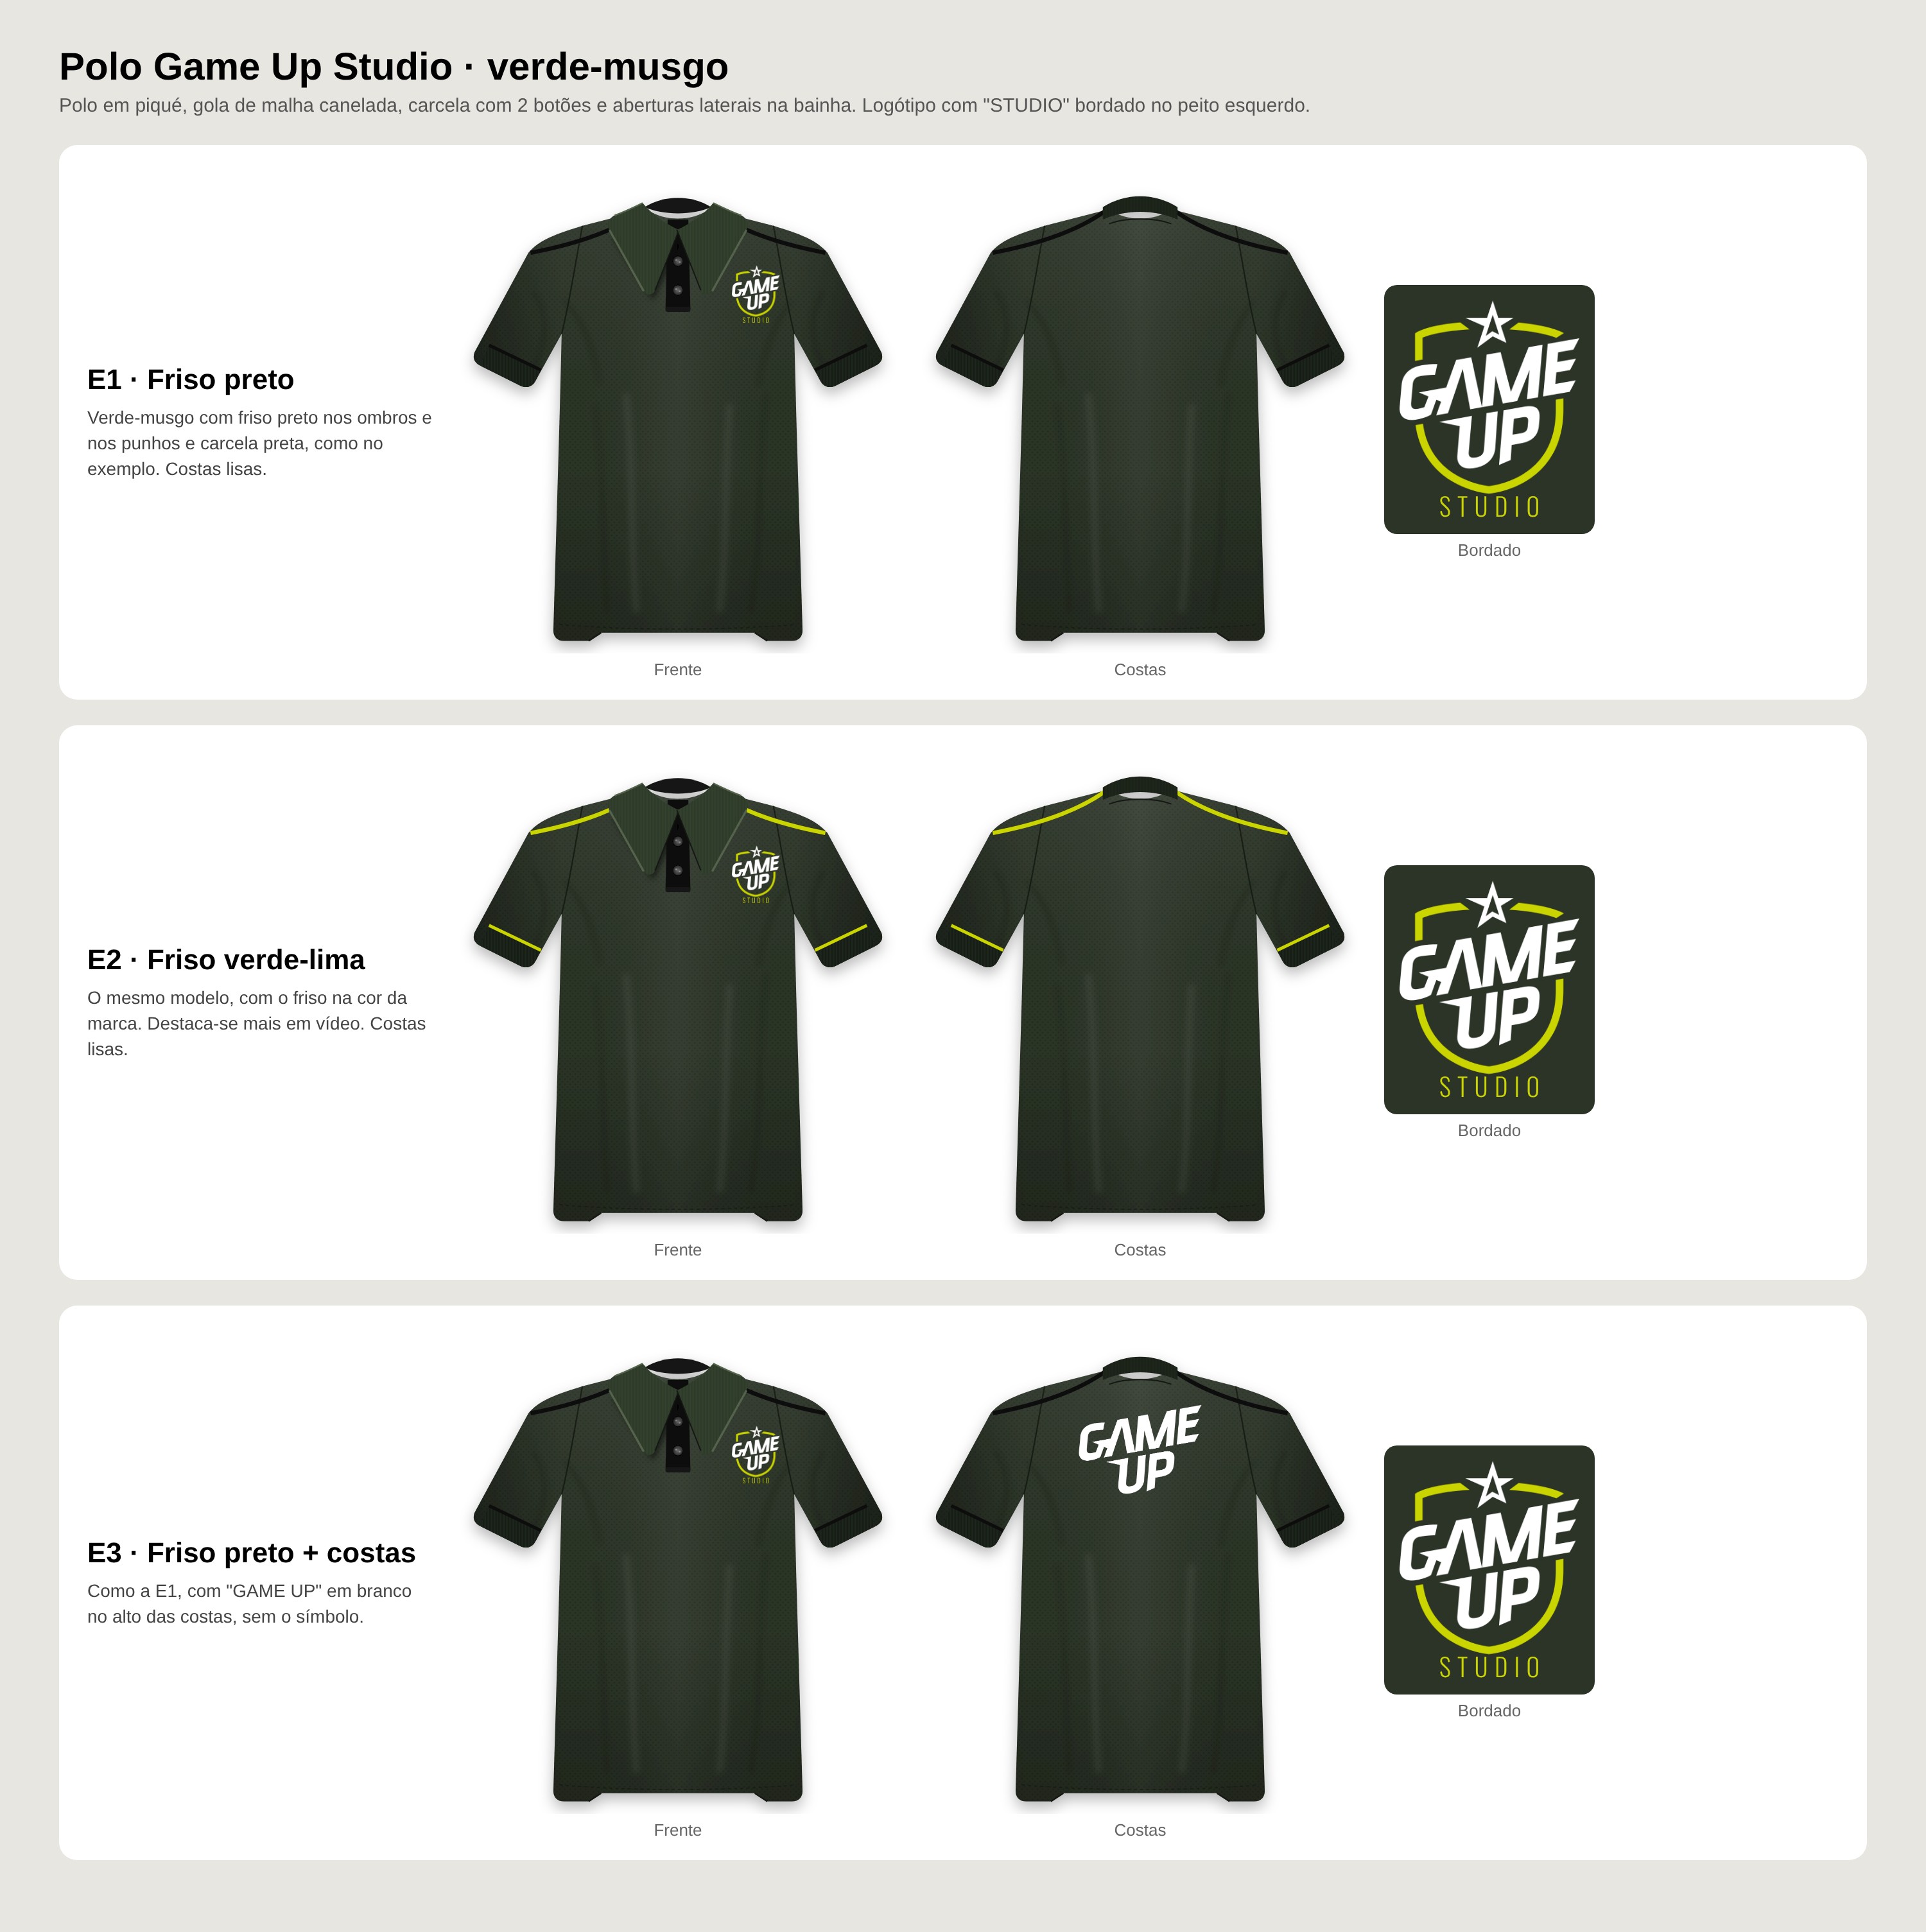 Polo Game Up Studio · verde-musgo
Polo em piqué, gola de malha canelada, carcela com 2 botões e aberturas laterais na bainha. Logótipo com "STUDIO" bordado no peito esquerdo.
E1 · Friso preto
Verde-musgo com friso preto nos ombros e
nos punhos e carcela preta, como no
exemplo. Costas lisas.
GAME
UP
STUDIO
Frente
Costas
GAME
UP
STUDIO
Bordado
E2 · Friso verde-lima
O mesmo modelo, com o friso na cor da
marca. Destaca-se mais em vídeo. Costas
lisas.
GAME
UP
STUDIO
Frente
Costas
GAME
UP
STUDIO
Bordado
E3 · Friso preto + costas
Como a E1, com "GAME UP" em branco
no alto das costas, sem o símbolo.
GAME
UP
STUDIO
Frente
GAME
UP
Costas
GAME
UP
STUDIO
Bordado